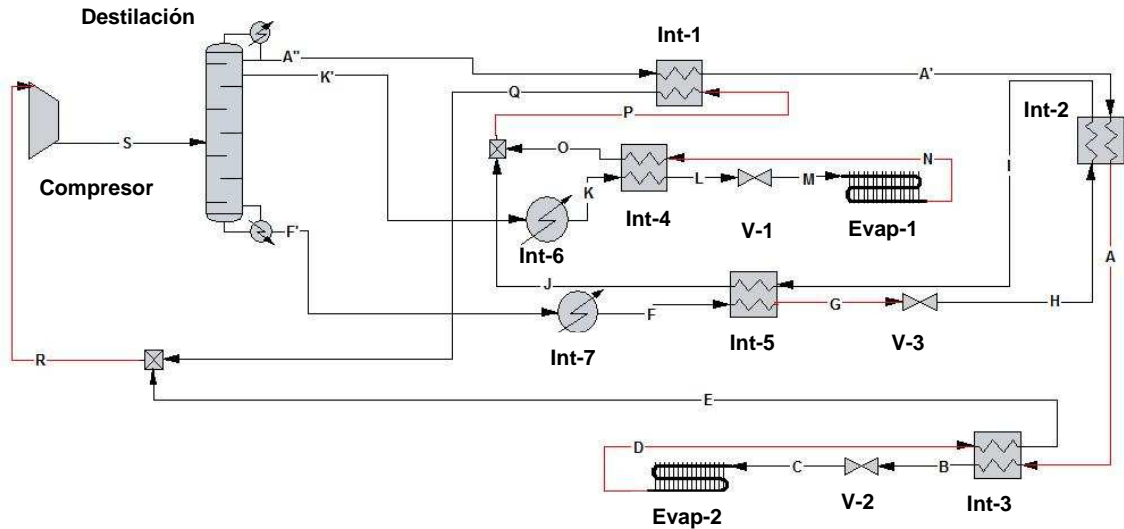 Destilación
Int-1
A"
A'
K'
Q
Int-2
P
S
O
N
I
K
L
M
Compresor
Int-4
V-1
Evap-1
F'
Int-6
A
J
G
H
F
Int-7
Int-5
V-3
R
E
D
C
B
Evap-2
V-2
Int-3